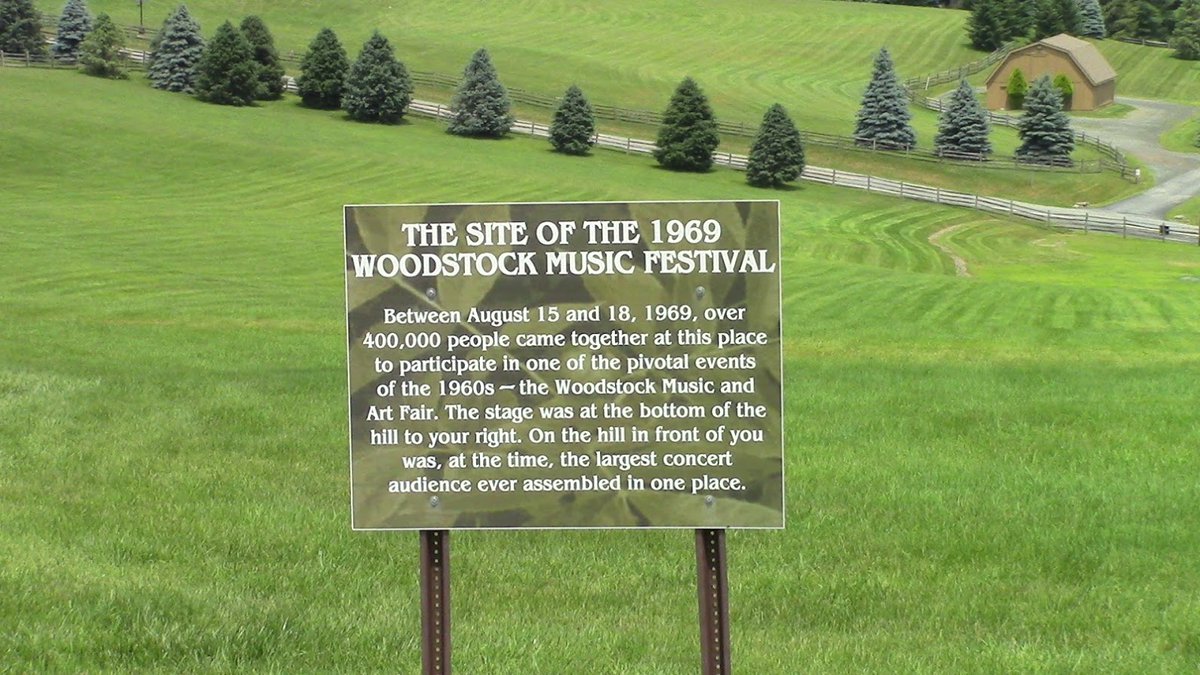 THE SITE OF THE 1969
WOODSTOCK MUSIC FESTIVAL
Between August 15 and 18, 1969, over
400,000 people came together at this place
to participate in one of the pivotal events
of the 1960s — the Woodstock Music and
Art Fair. The stage was at the bottom of the
hill to your right. On the hill in front of you
was, at the time, the largest concert
audience ever assembled in one place.